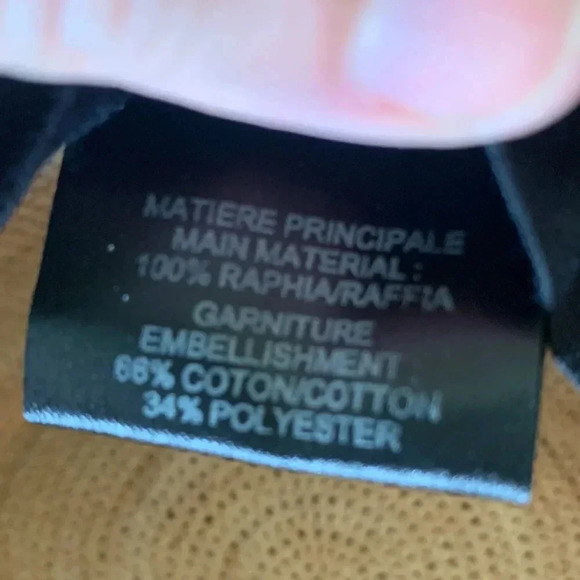 MATIERE PRINCIPALE
MAIN MATERIAL :
100% RAPHIA/RAFFIA
GARNITURE
EMBELLISHMENT
66% COTON/COTTON
34% POLYESTER